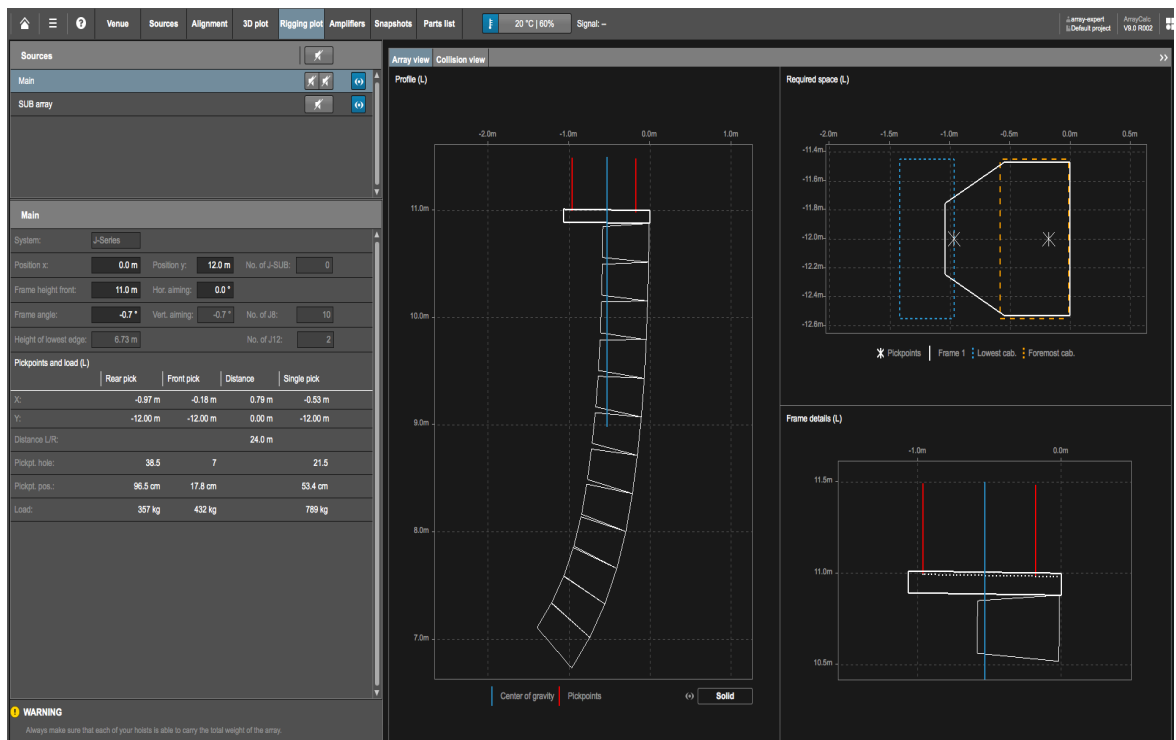 Venue Sources Alignment 3D plot Rigging plot Amplifiers Snapshots Parts list 20 °C | 60% Signal: – array-expert ArrayCalc
Default project V9.0 R002
Sources
Main
SUB array
Main
System: J-Series
Position x: 0.0 m Position y: 12.0 m No. of J-SUB: 0
Frame height front: 11.0 m Hor. aiming: 0.0 °
Frame angle: -0.7 ° Vert. aiming: -0.7 ° No. of J8: 10
Height of lowest edge: 6.73 m No. of J12: 2
Pickpoints and load (L)
Rear pick Front pick Distance Single pick
X: -0.97 m -0.18 m 0.79 m -0.53 m
Y: -12.00 m -12.00 m 0.00 m -12.00 m
Distance L/R: 24.0 m
Pickpt. hole: 38.5 7 21.5
Pickpt. pos.: 96.5 cm 17.8 cm 53.4 cm
Load: 357 kg 432 kg 789 kg
WARNING
Always make sure that each of your hoists is able to carry the total weight of the array.
Array view Collision view
Profile (L)
-2.0m -1.0m 0.0m 1.0m
11.0m
10.0m
9.0m
8.0m
7.0m
Center of gravity Pickpoints Solid
Required space (L)
-2.0m -1.0m -0.5m 0.0m 0.5m
-11.4m
-11.6m
-11.8m
-12.0m
-12.2m
-12.4m
-12.6m
Pickpoints Frame 1 Lowest cab. Foremost cab.
Frame details (L)
-1.0m 0.0m
11.5m
11.0m
10.5m